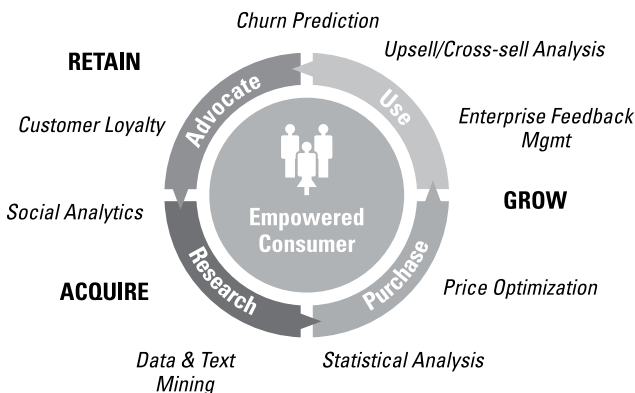 Churn Prediction
RETAIN
Upsell/Cross-sell Analysis
Advocate
Use
Customer Loyalty
Enterprise Feedback
Mgmt
Social Analytics
Empowered
Consumer
GROW
ACQUIRE
Research
Purchase
Price Optimization
Data & Text
Mining
Statistical Analysis